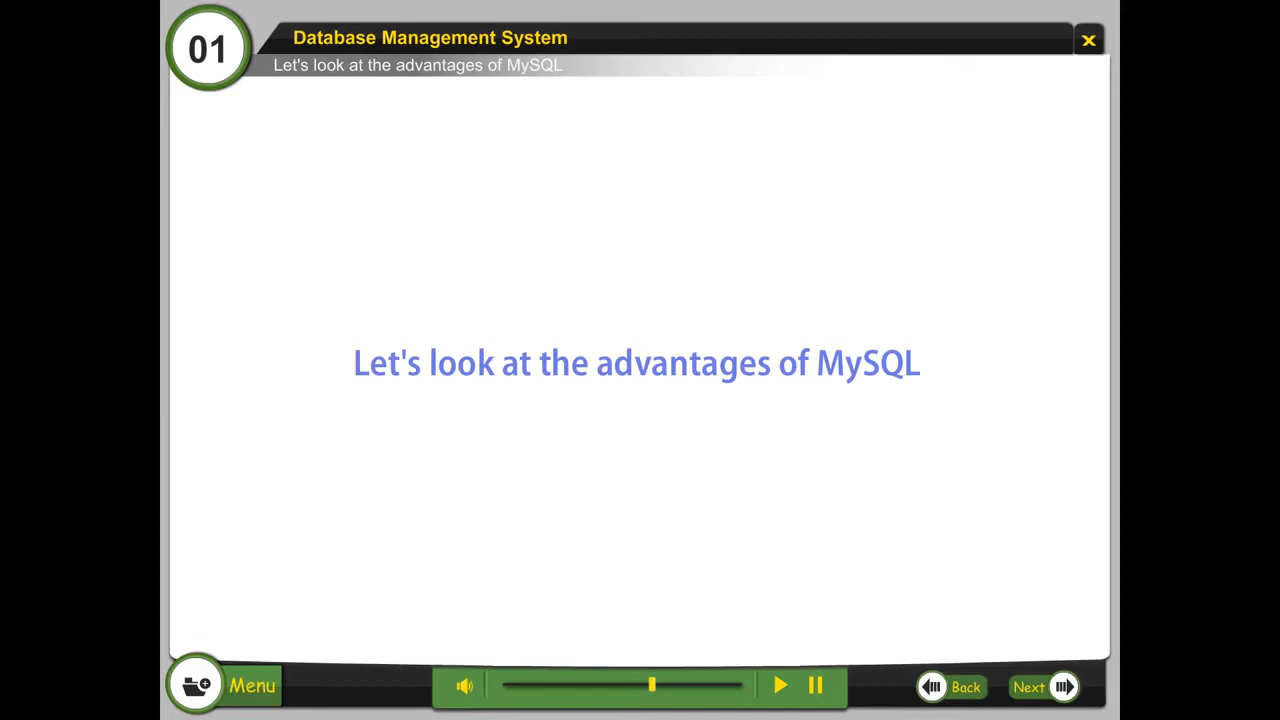 01
Database Management System
x
Let's look at the advantages of MySQL
Let's look at the advantages of MySQL
Menu
Back
Next